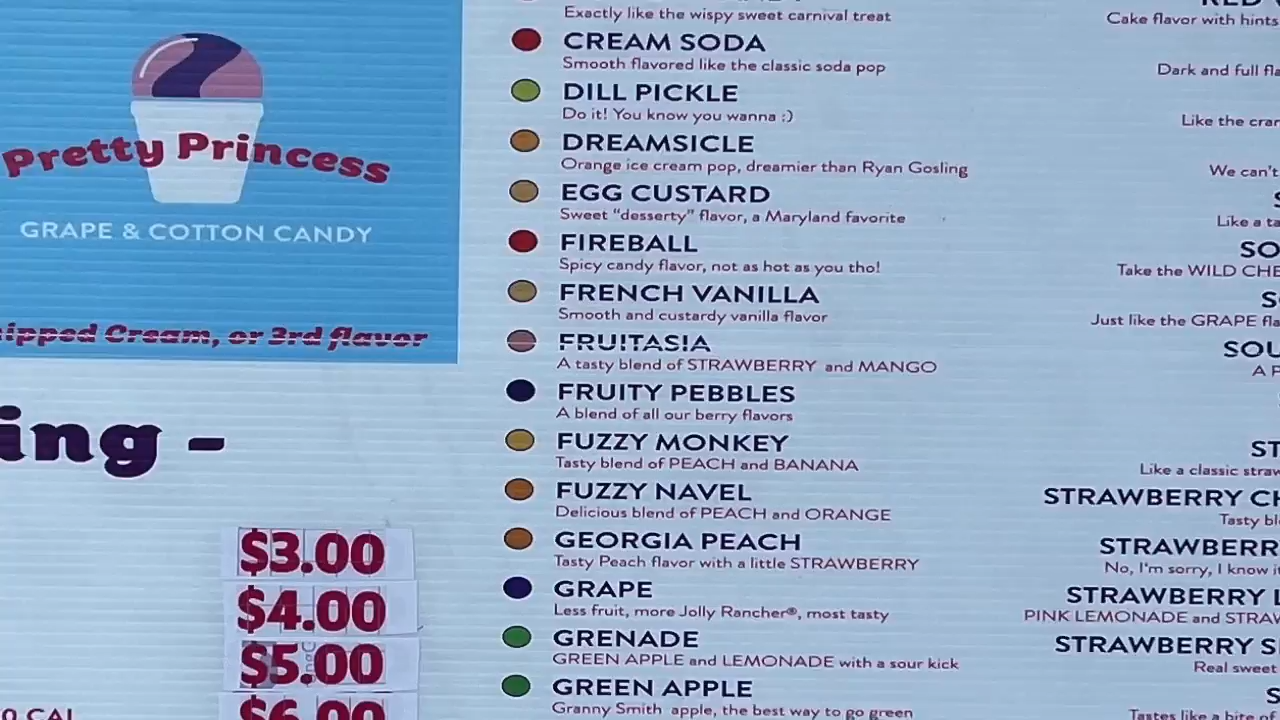 Pretty Princess
GRAPE & COTTON CANDY
Cream, or 3rd flavor
-
$3.00
$4.00
$5.00
$6.00
CAL
Exactly like the wispy sweet carnival treat
CREAM SODA
Smooth flavored like the classic soda pop
DILL PICKLE
Do it! You know you wanna :)
DREAMSICLE
Orange ice cream pop, dreamier than Ryan Gosling
EGG CUSTARD
Sweet "desserty" flavor, a Maryland favorite
FIREBALL
Spicy candy flavor, not as hot as you tho!
FRENCH VANILLA
Smooth and custardy vanilla flavor
FRUITASIA
A tasty blend of STRAWBERRY and MANGO
FRUITY PEBBLES
A blend of all our berry flavors
FUZZY MONKEY
Tasty blend of PEACH and BANANA
FUZZY NAVEL
Delicious blend of PEACH and ORANGE
GEORGIA PEACH
Tasty Peach flavor with a little STRAWBERRY
GRAPE
Less fruit, more Jolly Rancher®, most tasty
GRENADE
GREEN APPLE and LEMONADE with a sour kick
GREEN APPLE
Granny Smith apple, the best way to go green
RED
Cake flavor with hints
Dark and full
Like the
We can't
Like a
Take the WILD
Just like the GRAPE
A
Like a classic
STRAWBERRY
Tasty
STRAWBERRY
No, I'm sorry, I know
STRAWBERRY
PINK LEMONADE and
STRAWBERRY
Real sweet
Tastes like a bite of